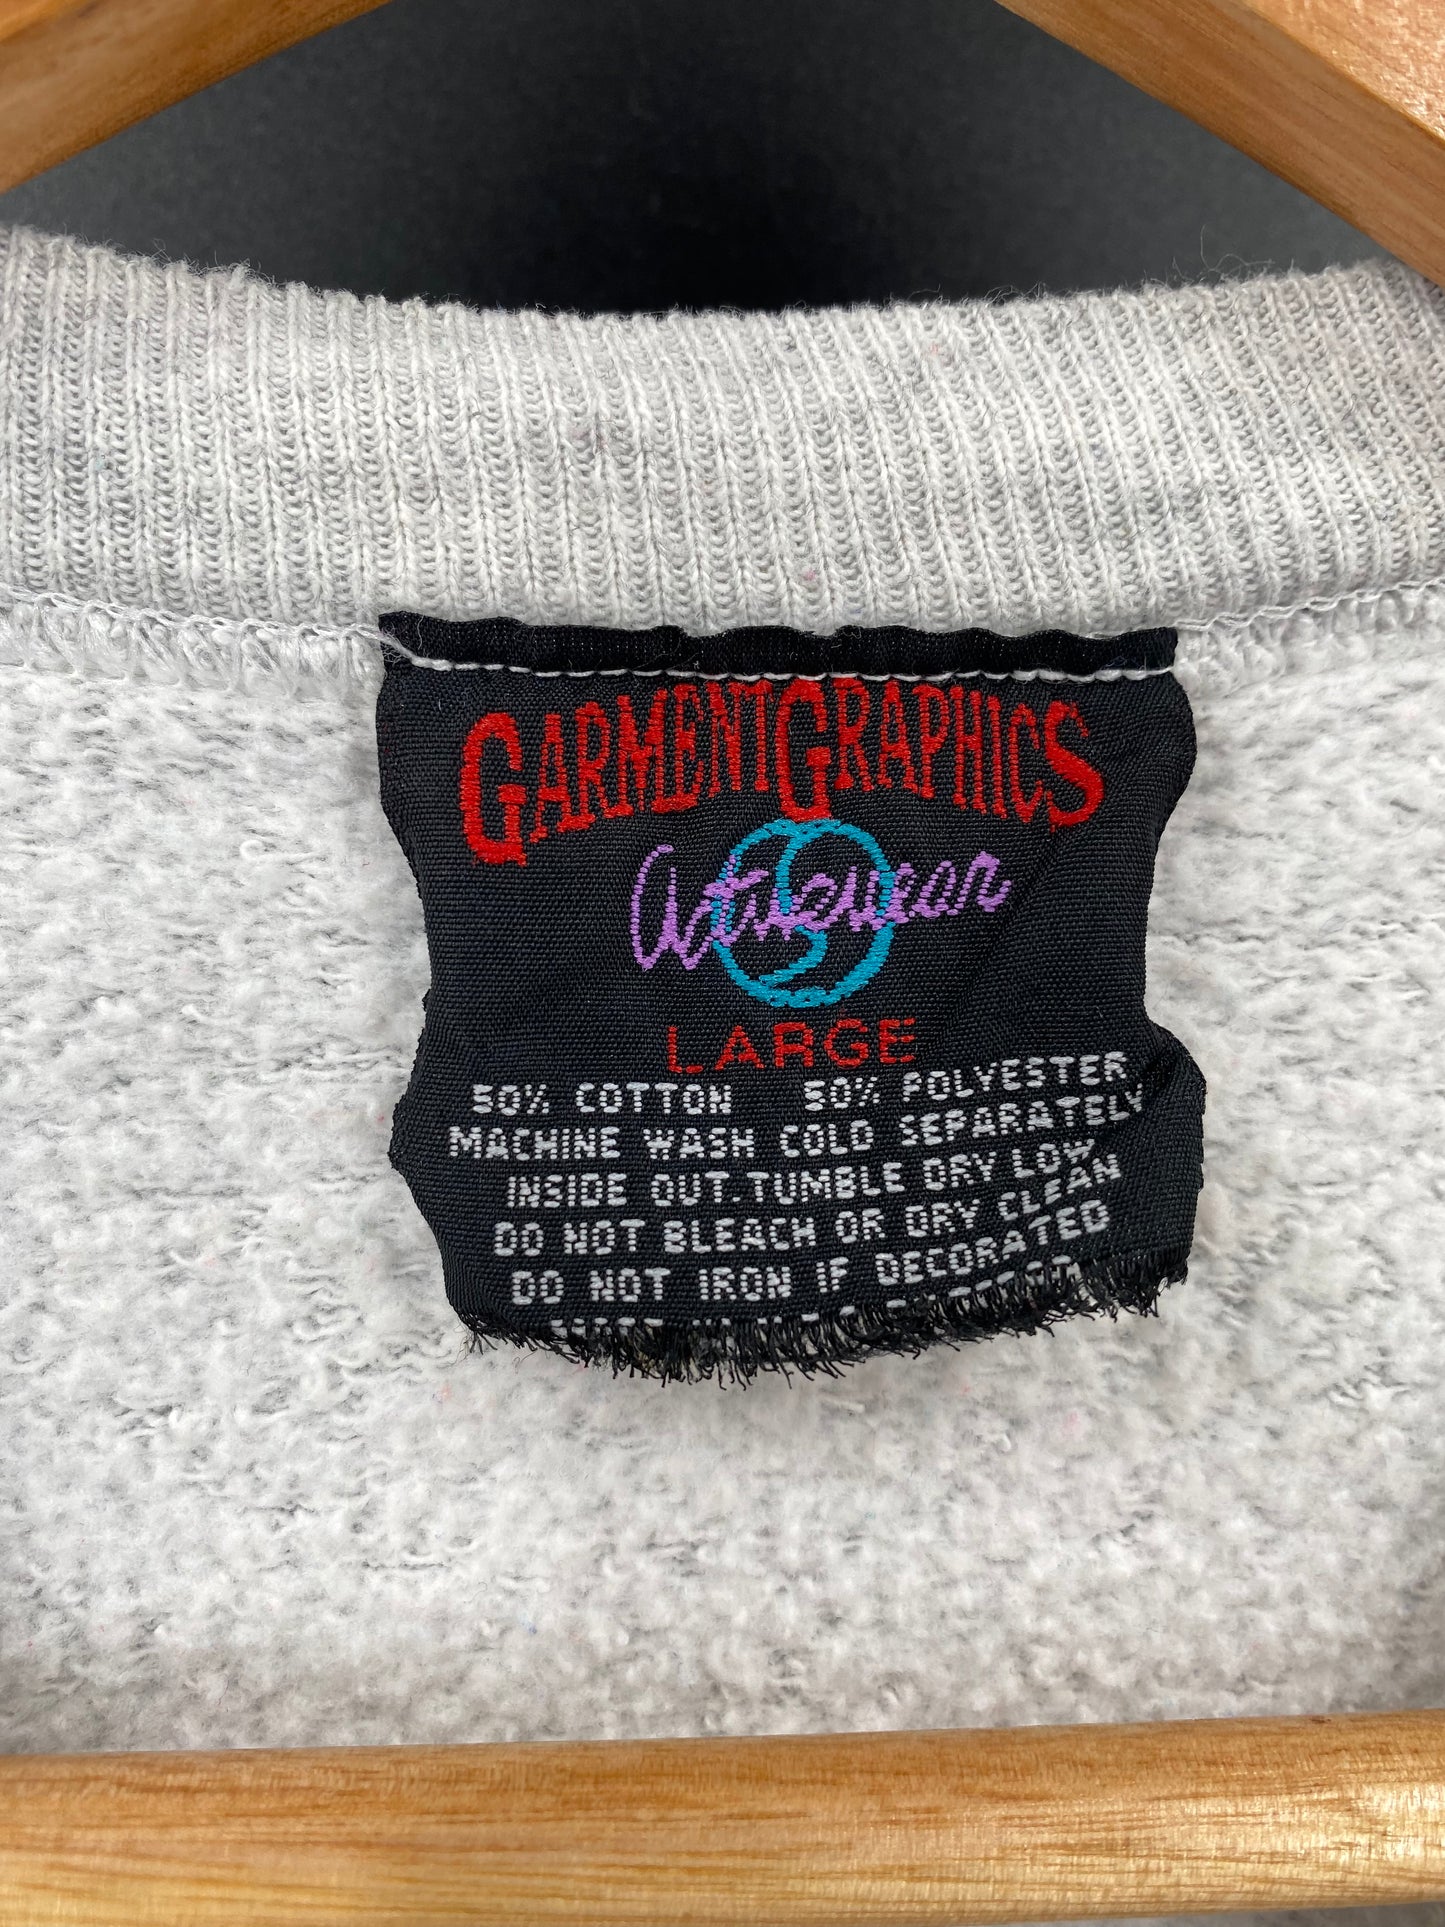 GARMENTGRAPHICS
Activewear
LARGE
50% COTTON 50% POLYESTER
MACHINE WASH COLD SEPARATELY
INSIDE OUT.TUMBLE DRY LOW
DO NOT BLEACH OR DRY CLEAN
DO NOT IRON IF DECORATED